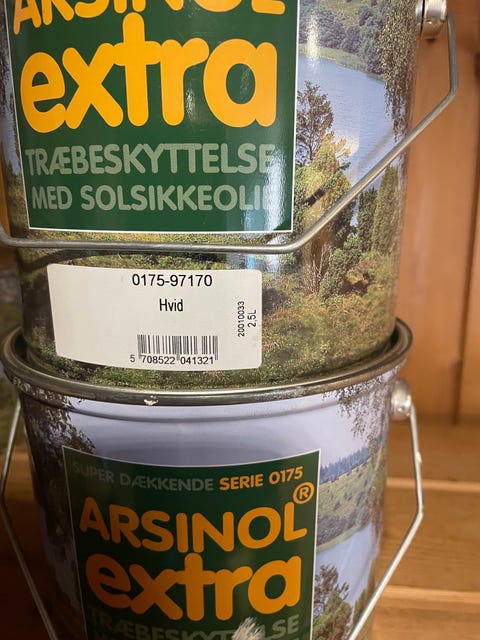 ARSINOL
extra
TRÆBESKYTTELSE
MED SOLSIKKEOLIE
0175-97170
Hvid
20010033
2,5L
5 708522 041321
SUPER DÆKKENDE SERIE 0175
ARSINOL®
extra
TRÆBESKYTTELSE